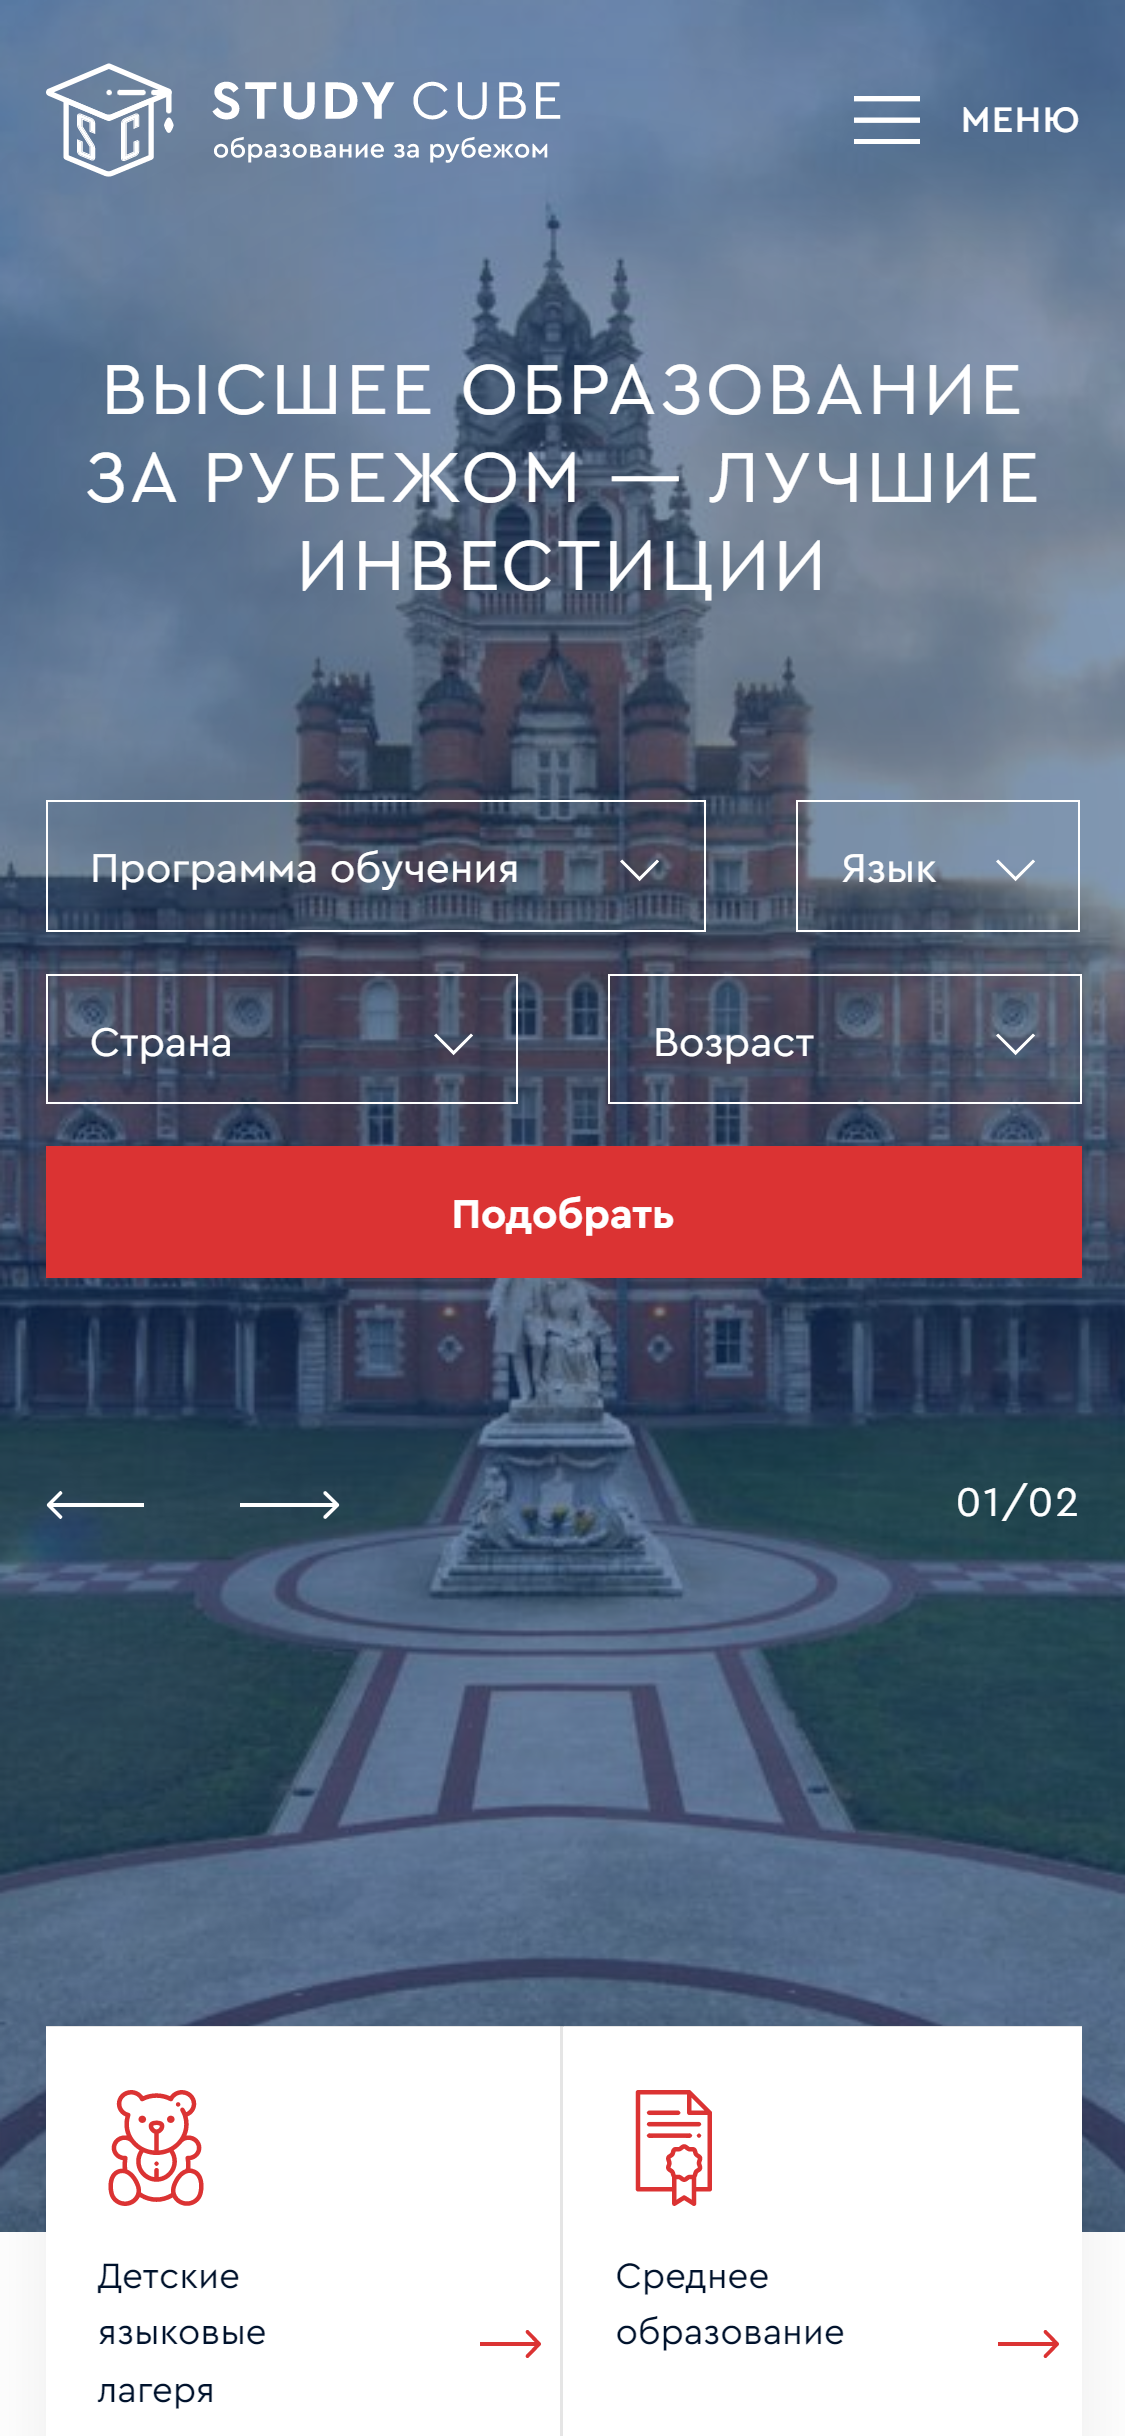 STUDY CUBE
образование за рубежом
МЕНЮ
ВЫСШЕЕ ОБРАЗОВАНИЕ
ЗА РУБЕЖОМ — ЛУЧШИЕ
ИНВЕСТИЦИИ
Программа обучения
Язык
Страна
Возраст
Подобрать
01/02
Детские
языковые
лагеря
Среднее
образование